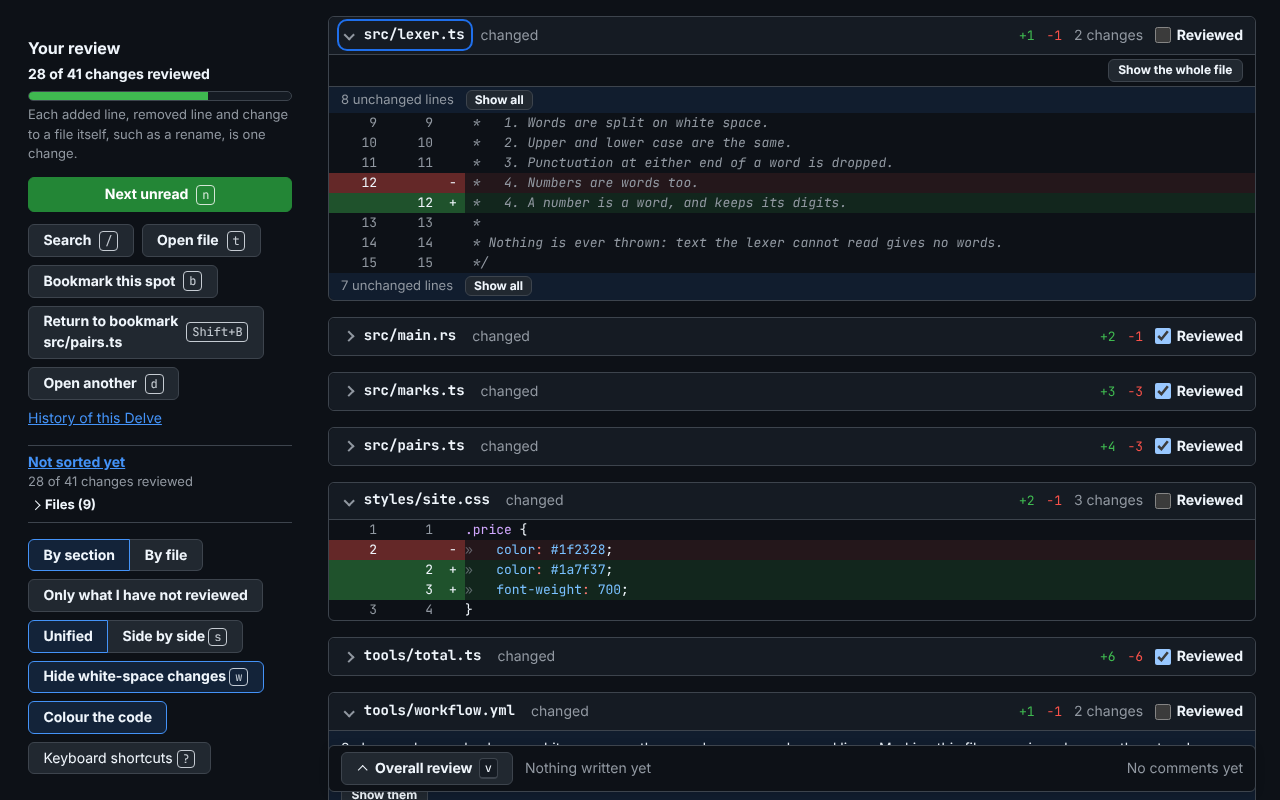 Your review
28 of 41 changes reviewed
Each added line, removed line and change
to a file itself, such as a rename, is one
change.
Next unread n
Search / Open file t
Bookmark this spot b
Return to bookmark
src/pairs.ts Shift+B
Open another d
History of this Delve
Not sorted yet
28 of 41 changes reviewed
Files (9)
By section By file
Only what I have not reviewed
Unified Side by side s
Hide white-space changes w
Colour the code
Keyboard shortcuts ?
src/lexer.ts changed +1 -1 2 changes Reviewed
Show the whole file
8 unchanged lines Show all
9 9 * 1. Words are split on white space.
10 10 * 2. Upper and lower case are the same.
11 11 * 3. Punctuation at either end of a word is dropped.
12 - * 4. Numbers are words too.
12 + * 4. A number is a word, and keeps its digits.
13 13 *
14 14 * Nothing is ever thrown: text the lexer cannot read gives no words.
15 15 */
7 unchanged lines Show all
src/main.rs changed +2 -1 Reviewed
src/marks.ts changed +3 -3 Reviewed
src/pairs.ts changed +4 -3 Reviewed
styles/site.css changed +2 -1 3 changes Reviewed
1 1 .price {
2 - » color: #1f2328;
2 + » color: #1a7f37;
3 + » font-weight: 700;
3 4 }
tools/total.ts changed +6 -6 Reviewed
tools/workflow.yml changed +1 -1 2 changes Reviewed
Overall review v Nothing written yet No comments yet
Show them